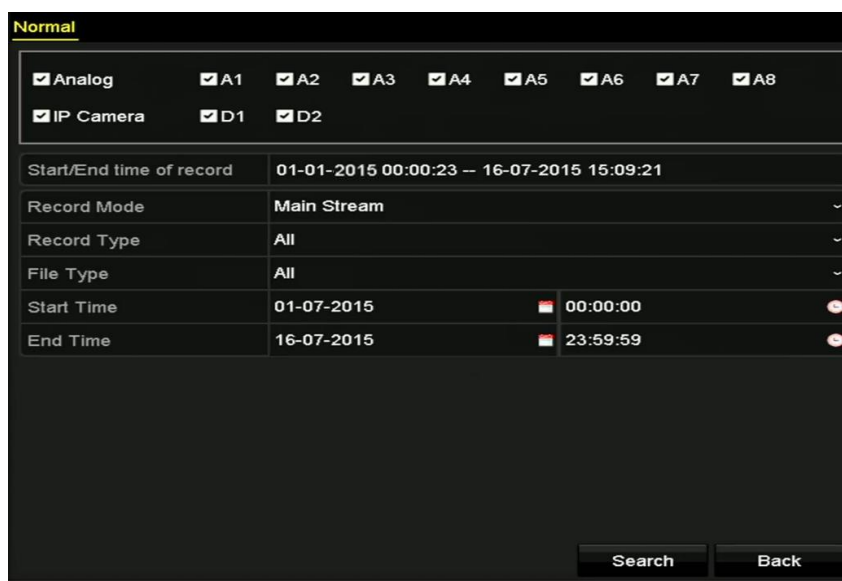 Normal
Analog A1 A2 A3 A4 A5 A6 A7 A8
IP Camera D1 D2
Start/End time of record 01-01-2015 00:00:23 -- 16-07-2015 15:09:21
Record Mode Main Stream
Record Type All
File Type All
Start Time 01-07-2015 00:00:00
End Time 16-07-2015 23:59:59
Search Back